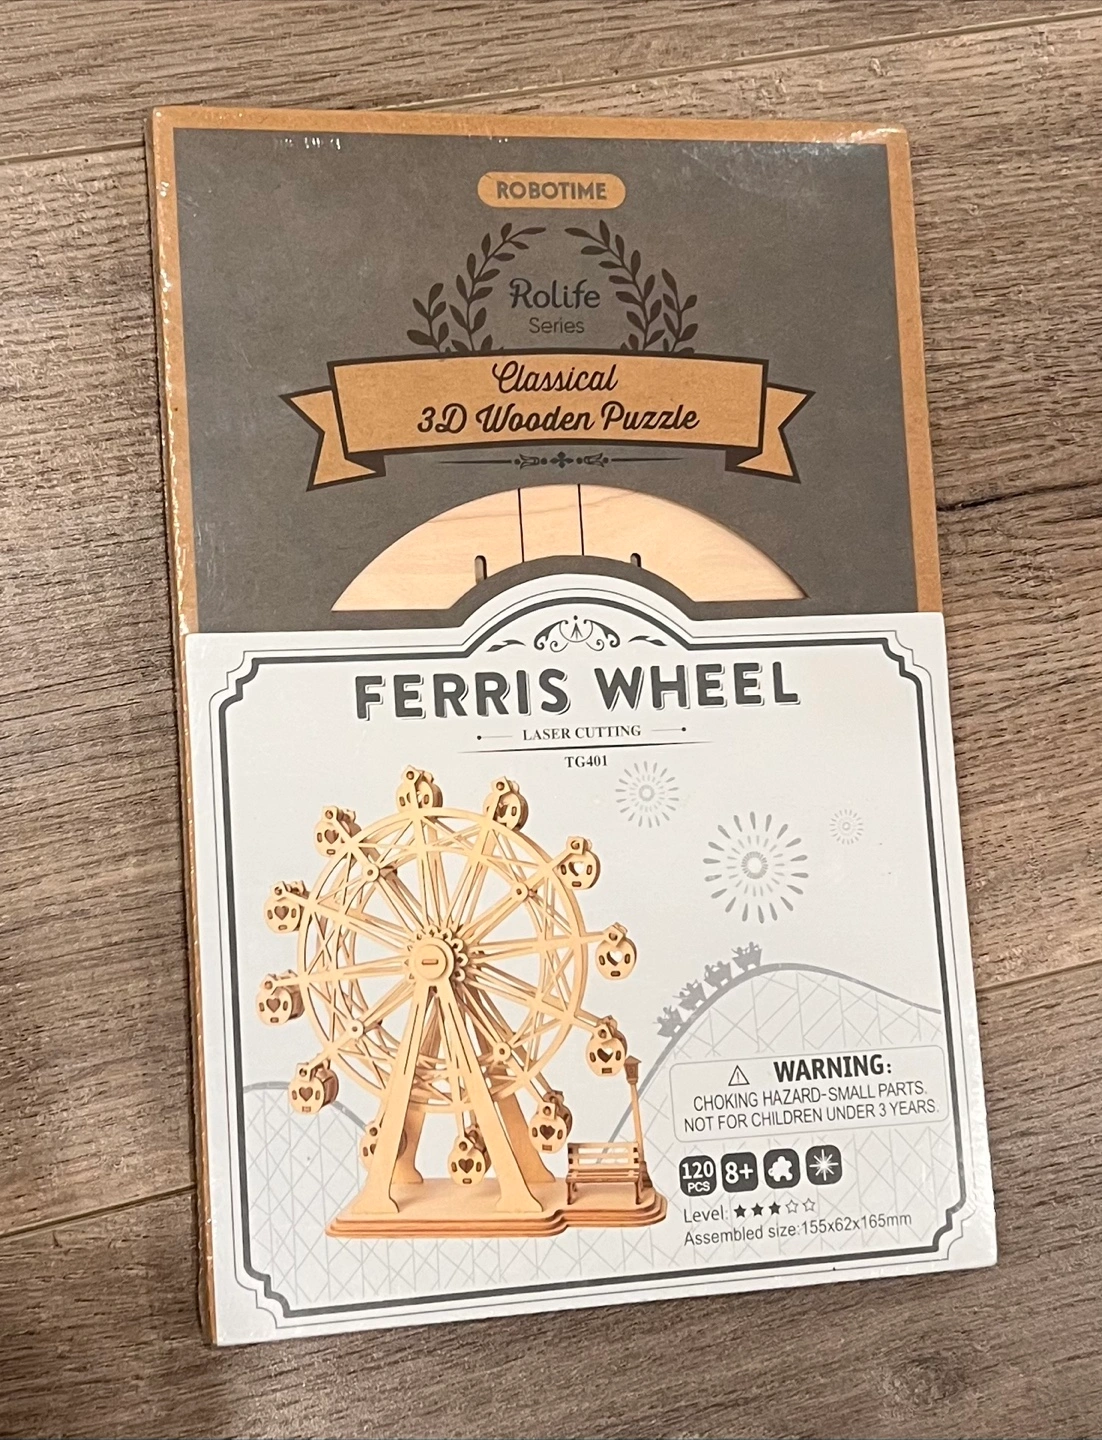 ROBOTIME
Rolife
Series
Classical
3D Wooden Puzzle
FERRIS WHEEL
LASER CUTTING
TG401
WARNING:
CHOKING HAZARD-SMALL PARTS.
NOT FOR CHILDREN UNDER 3 YEARS.
120
PCS
8+
Level:
Assembled size:155x62x165mm